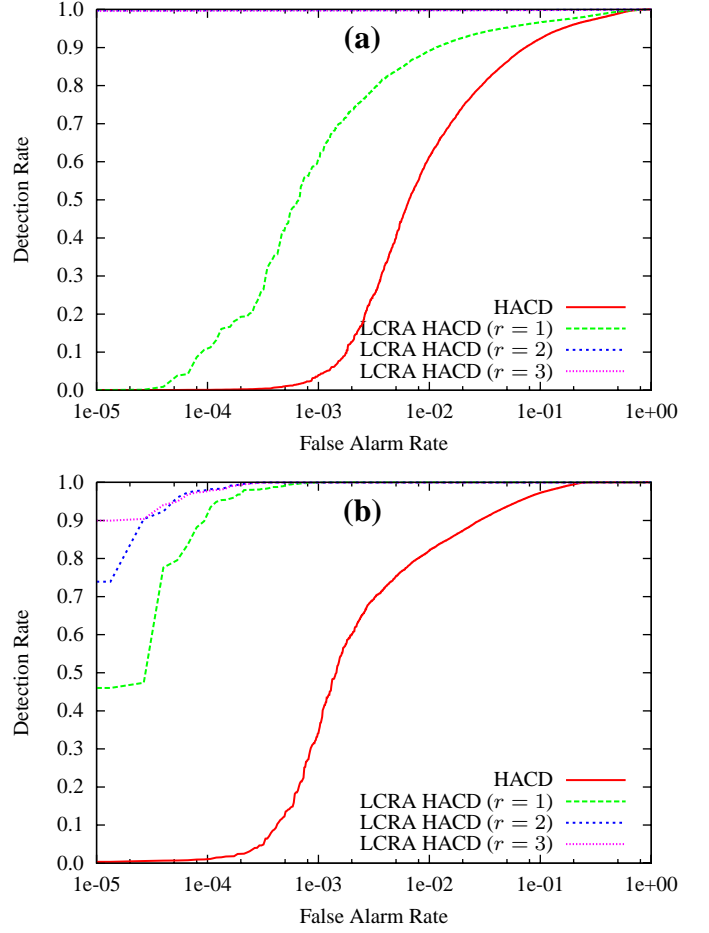 1.0
(a)
0.9
0.8
0.7
0.6
0.5
0.4
0.3
0.2
0.1
0.0
Detection Rate
HACD
LCRA HACD (r = 1)
LCRA HACD (r = 2)
LCRA HACD (r = 3)
1e-05 1e-04 1e-03 1e-02 1e-01 1e+00
False Alarm Rate
1.0
(b)
0.9
0.8
0.7
0.6
0.5
0.4
0.3
0.2
0.1
0.0
Detection Rate
HACD
LCRA HACD (r = 1)
LCRA HACD (r = 2)
LCRA HACD (r = 3)
1e-05 1e-04 1e-03 1e-02 1e-01 1e+00
False Alarm Rate